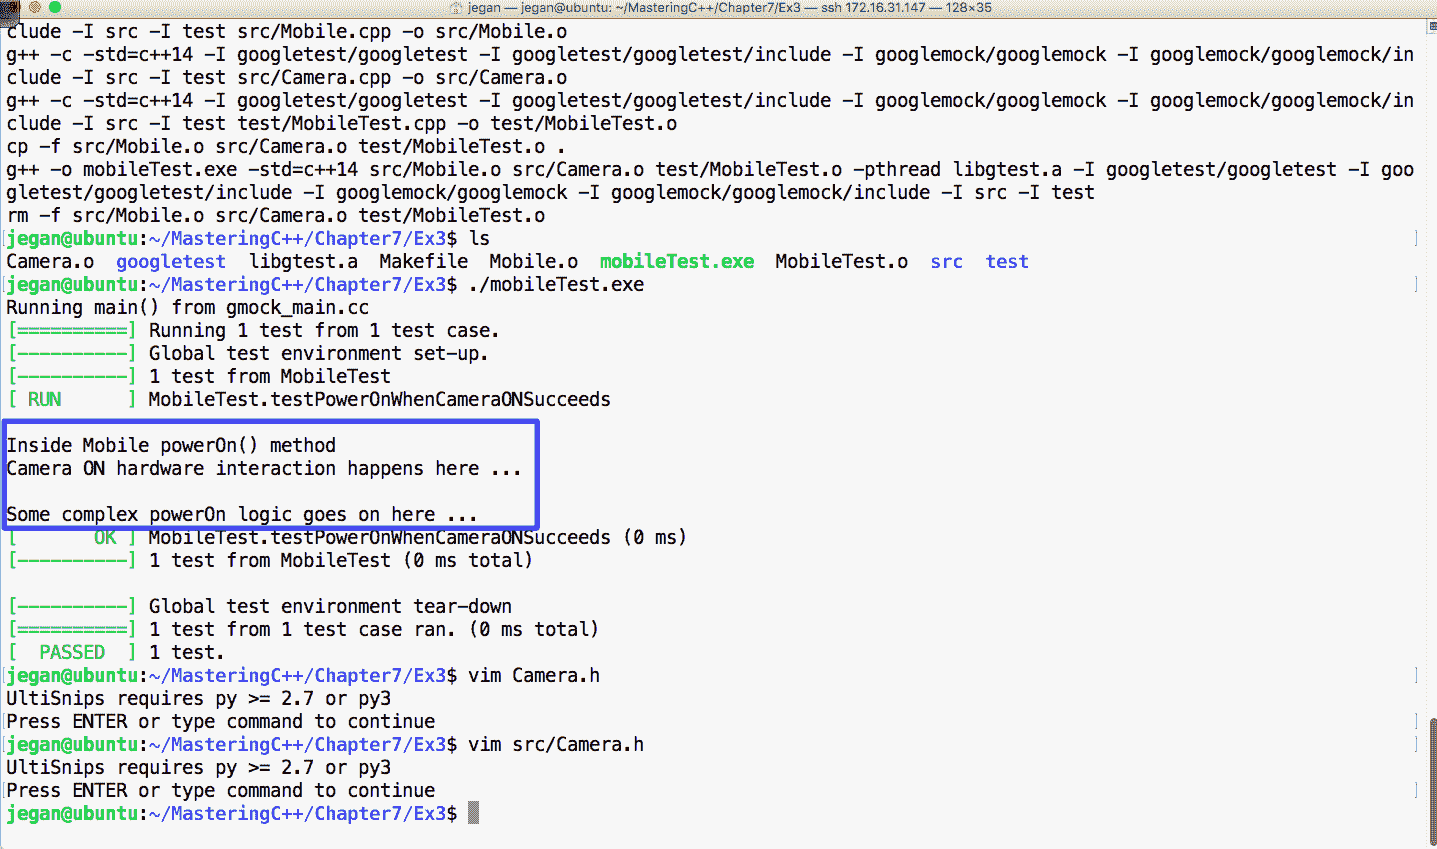 jegan — jegan@ubuntu: ~/MasteringC++/Chapter7/Ex3 — ssh 172.16.31.147 — 128×35
clude -I src -I test src/Mobile.cpp -o src/Mobile.o
g++ -c -std=c++14 -I googletest/googletest -I googletest/googletest/include -I googlemock/googlemock -I googlemock/googlemock/in
clude -I src -I test src/Camera.cpp -o src/Camera.o
g++ -c -std=c++14 -I googletest/googletest -I googletest/googletest/include -I googlemock/googlemock -I googlemock/googlemock/in
clude -I src -I test test/MobileTest.cpp -o test/MobileTest.o
cp -f src/Mobile.o src/Camera.o test/MobileTest.o .
g++ -o mobileTest.exe -std=c++14 src/Mobile.o src/Camera.o test/MobileTest.o -pthread libgtest.a -I googletest/googletest -I goo
gletest/googletest/include -I googlemock/googlemock -I googlemock/googlemock/include -I src -I test
rm -f src/Mobile.o src/Camera.o test/MobileTest.o
[jegan@ubuntu:~/MasteringC++/Chapter7/Ex3$ ls ]
Camera.o  googletest  libgtest.a  Makefile  Mobile.o  mobileTest.exe  MobileTest.o  src  test
[jegan@ubuntu:~/MasteringC++/Chapter7/Ex3$ ./mobileTest.exe ]
Running main() from gmock_main.cc
[==========] Running 1 test from 1 test case.
[----------] Global test environment set-up.
[----------] 1 test from MobileTest
[ RUN      ] MobileTest.testPowerOnWhenCameraONSucceeds
Inside Mobile powerOn() method
Camera ON hardware interaction happens here ...
Some complex powerOn logic goes on here ...
[       OK ] MobileTest.testPowerOnWhenCameraONSucceeds (0 ms)
[----------] 1 test from MobileTest (0 ms total)
[----------] Global test environment tear-down
[==========] 1 test from 1 test case ran. (0 ms total)
[  PASSED  ] 1 test.
[jegan@ubuntu:~/MasteringC++/Chapter7/Ex3$ vim Camera.h ]
UltiSnips requires py >= 2.7 or py3
[Press ENTER or type command to continue ]
[jegan@ubuntu:~/MasteringC++/Chapter7/Ex3$ vim src/Camera.h ]
UltiSnips requires py >= 2.7 or py3
[Press ENTER or type command to continue ]
jegan@ubuntu:~/MasteringC++/Chapter7/Ex3$